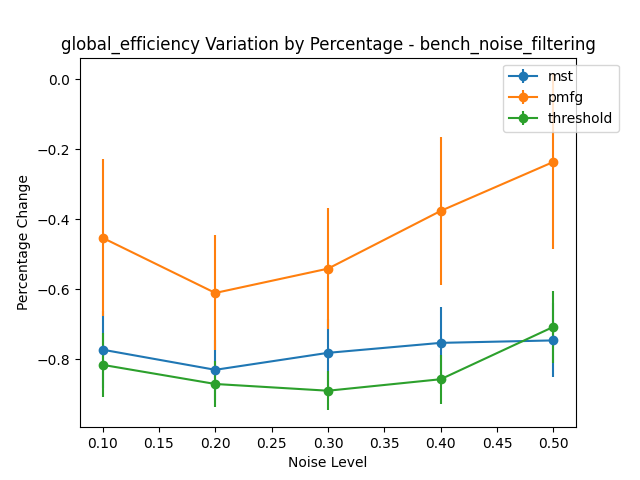 global_efficiency Variation by Percentage - bench_noise_filtering
mst
pmfg
threshold
Percentage Change
0.0
−0.2
−0.4
−0.6
−0.8
0.10 0.15 0.20 0.25 0.30 0.35 0.40 0.45 0.50
Noise Level